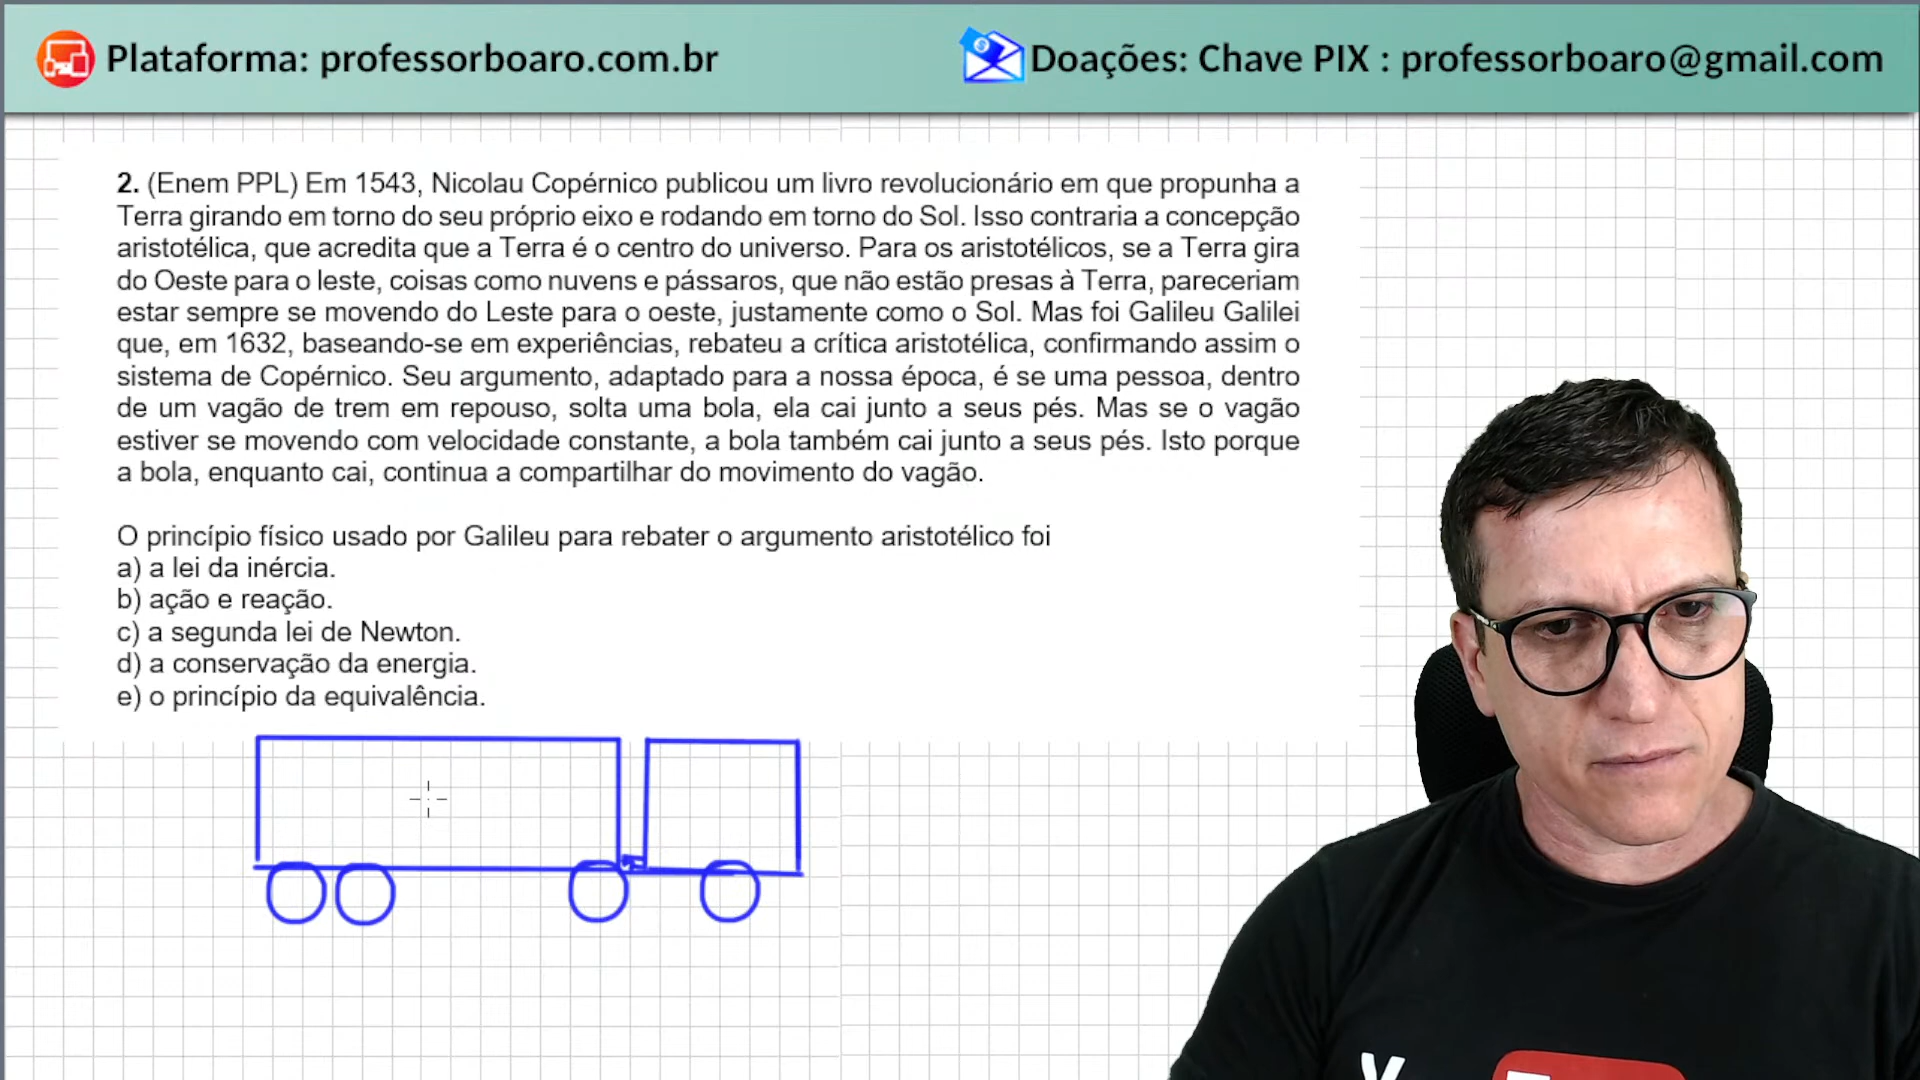 Plataforma: professorboaro.com.br
Doações: Chave PIX : professorboaro@gmail.com
2. (Enem PPL) Em 1543, Nicolau Copérnico publicou um livro revolucionário em que propunha a
Terra girando em torno do seu próprio eixo e rodando em torno do Sol. Isso contraria a concepção
aristotélica, que acredita que a Terra é o centro do universo. Para os aristotélicos, se a Terra gira
do Oeste para o leste, coisas como nuvens e pássaros, que não estão presas à Terra, pareceriam
estar sempre se movendo do Leste para o oeste, justamente como o Sol. Mas foi Galileu Galilei
que, em 1632, baseando-se em experiências, rebateu a crítica aristotélica, confirmando assim o
sistema de Copérnico. Seu argumento, adaptado para a nossa época, é se uma pessoa, dentro
de um vagão de trem em repouso, solta uma bola, ela cai junto a seus pés. Mas se o vagão
estiver se movendo com velocidade constante, a bola também cai junto a seus pés. Isto porque
a bola, enquanto cai, continua a compartilhar do movimento do vagão.
O princípio físico usado por Galileu para rebater o argumento aristotélico foi
a) a lei da inércia.
b) ação e reação.
c) a segunda lei de Newton.
d) a conservação da energia.
e) o princípio da equivalência.